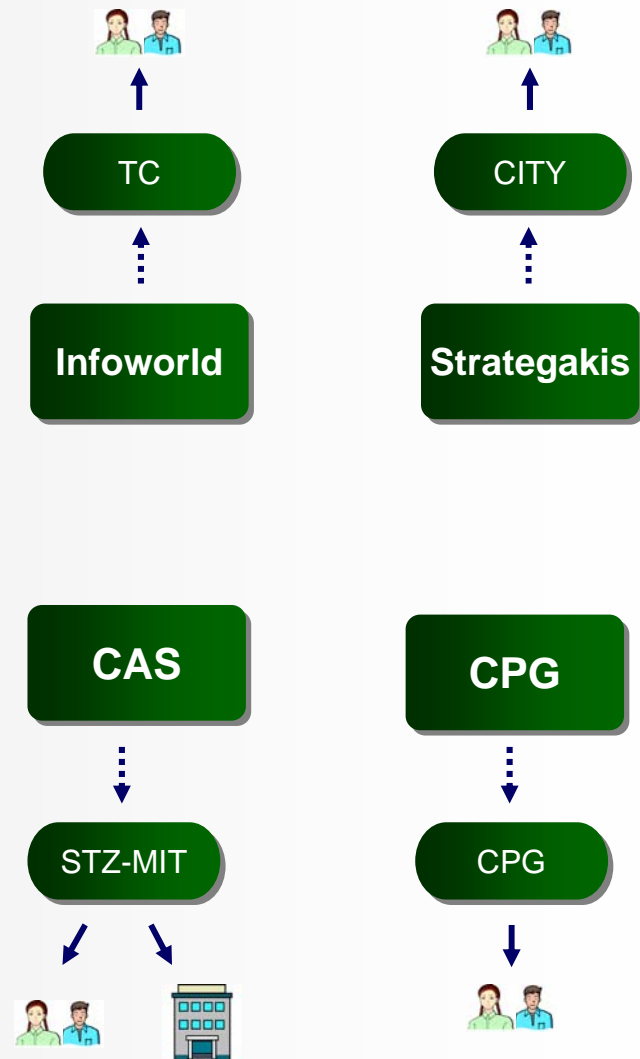 TC
CITY
Infoworld
Strategakis
CAS
CPG
STZ-MIT
CPG